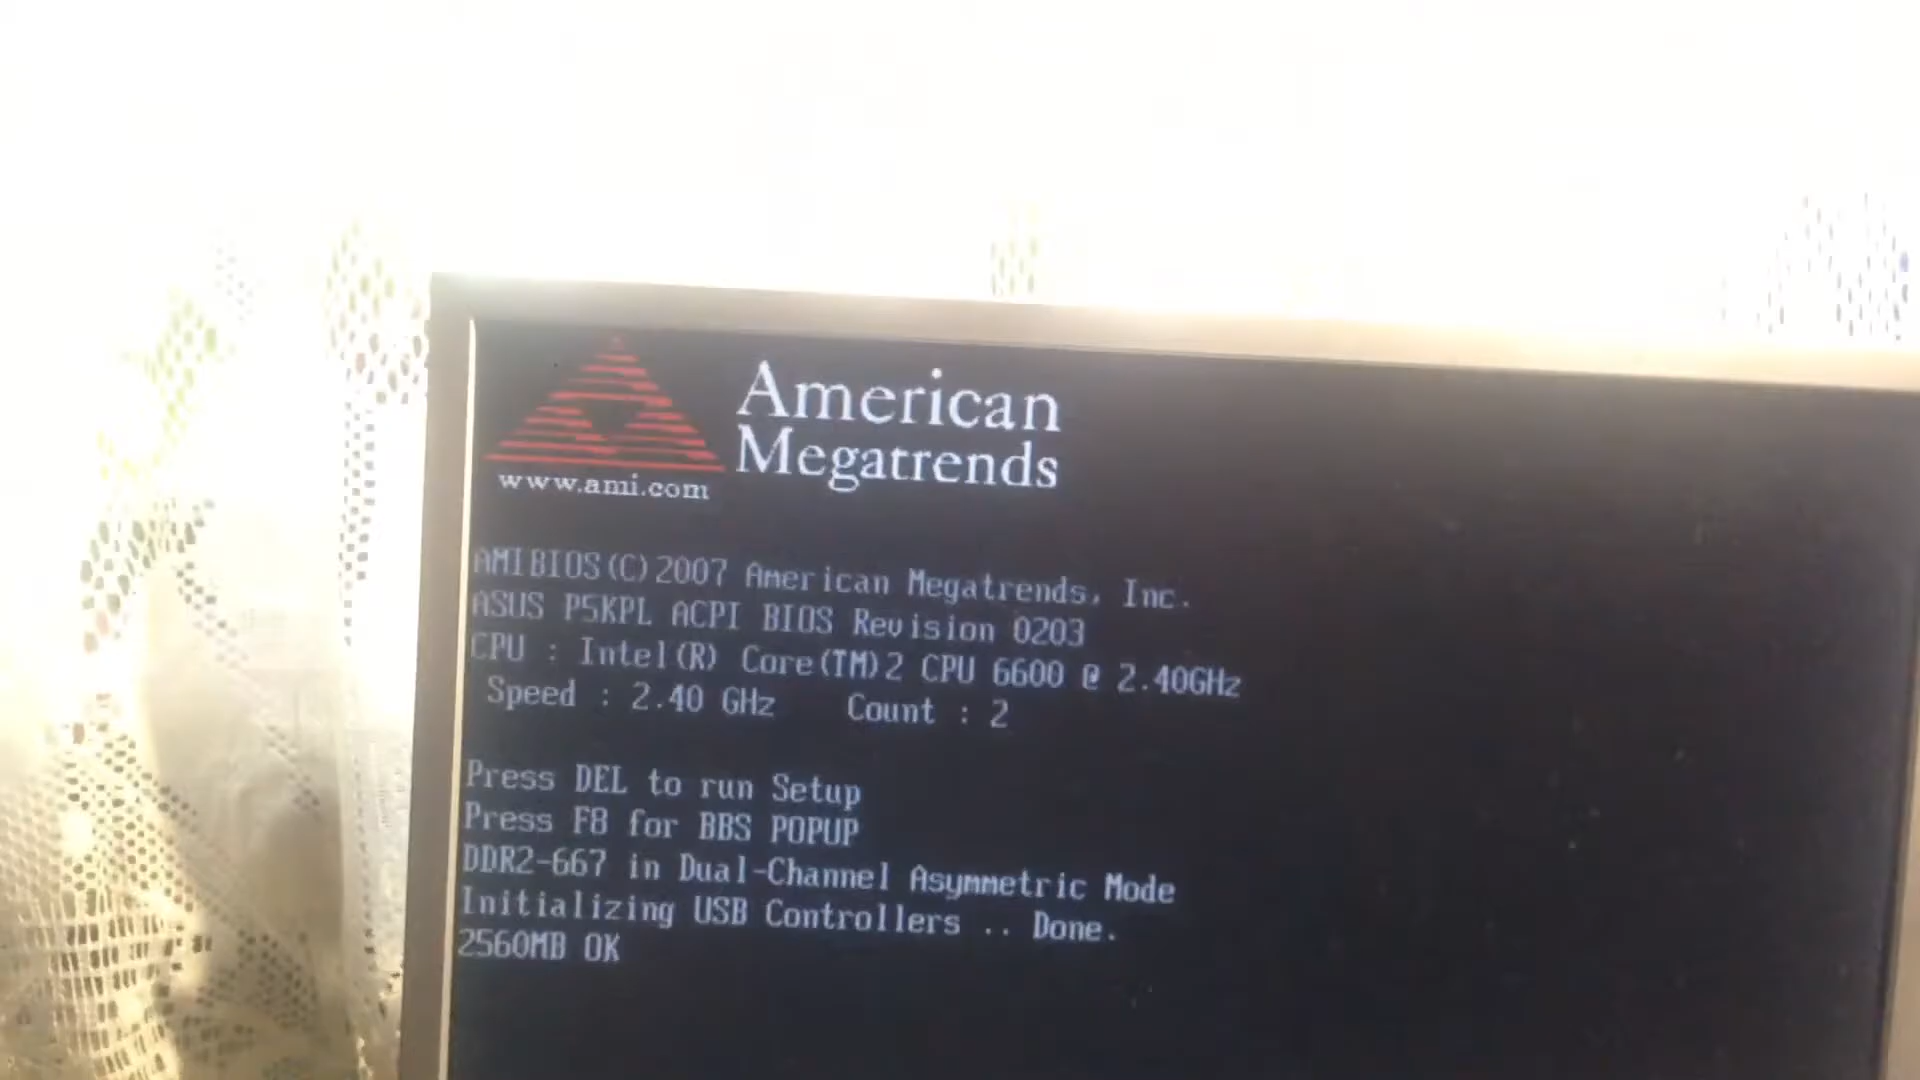 American
Megatrends
www.ami.com
AMIBIOS(C)2007 American Megatrends, Inc.
ASUS P5KPL ACPI BIOS Revision 0203
CPU : Intel(R) Core(TM)2 CPU 6600 @ 2.40GHz
Speed : 2.40 GHz Count : 2
Press DEL to run Setup
Press F8 for BBS POPUP
DDR2-667 in Dual-Channel Asymmetric Mode
Initializing USB Controllers .. Done.
2560MB OK